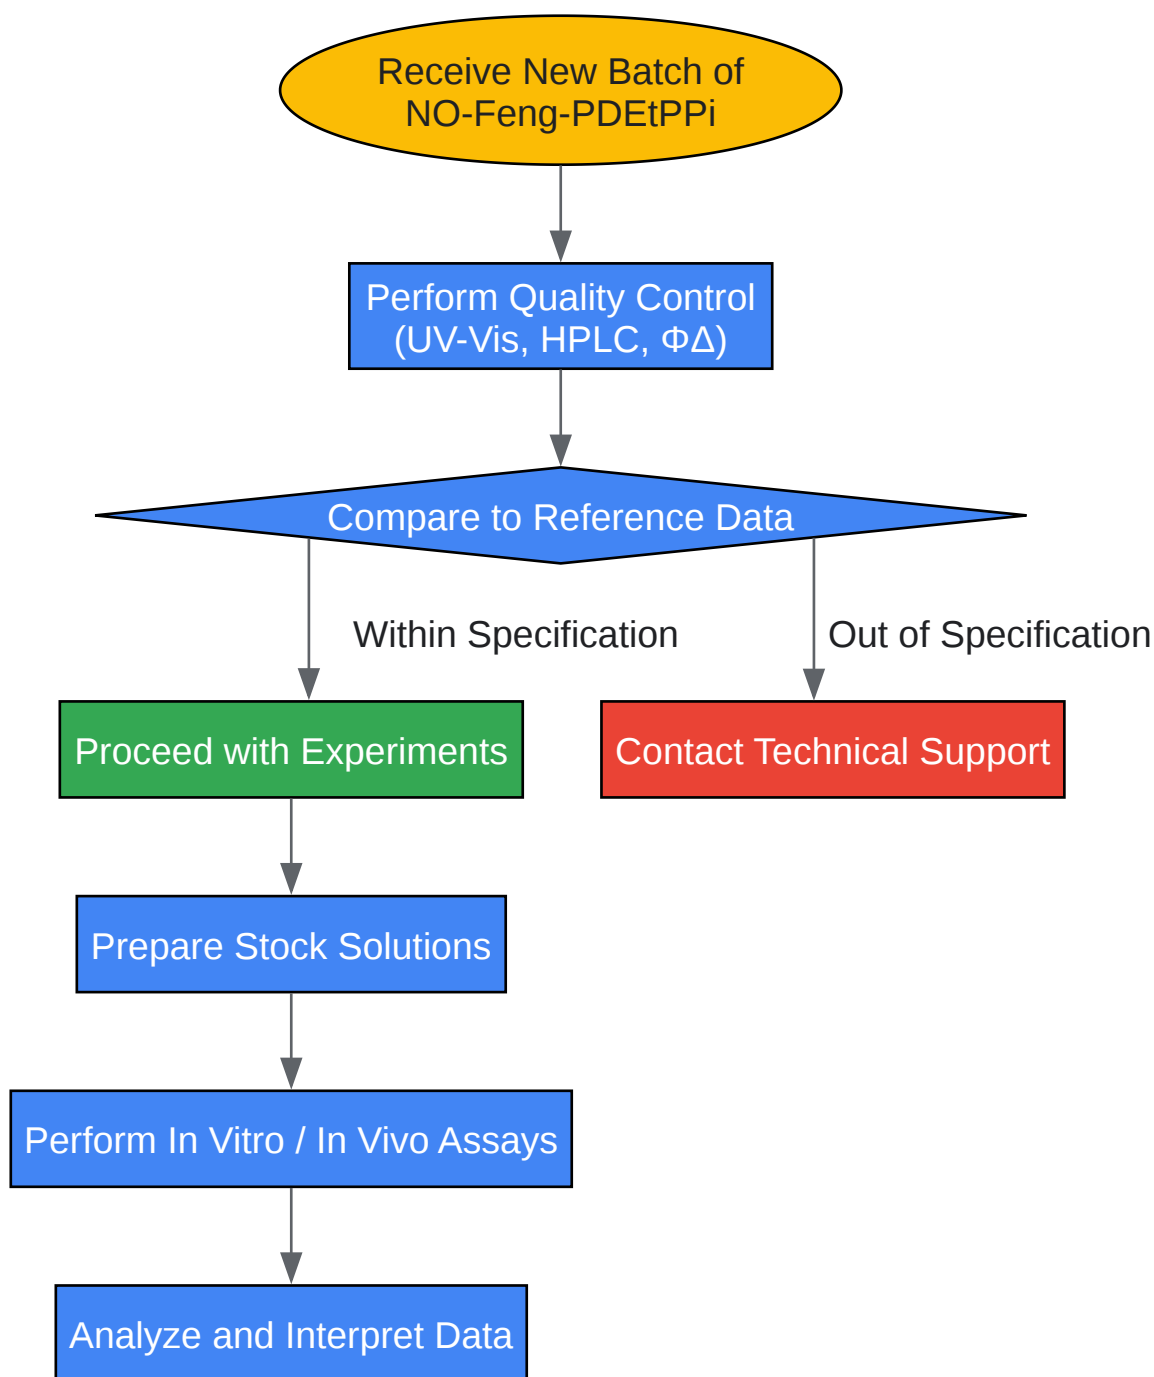 Receive New Batch of
NO-Feng-PDEtPPi
Perform Quality Control
(UV-Vis, HPLC, ΦΔ)
Compare to Reference Data
Within Specification
Out of Specification
Proceed with Experiments
Contact Technical Support
Prepare Stock Solutions
Perform In Vitro / In Vivo Assays
Analyze and Interpret Data